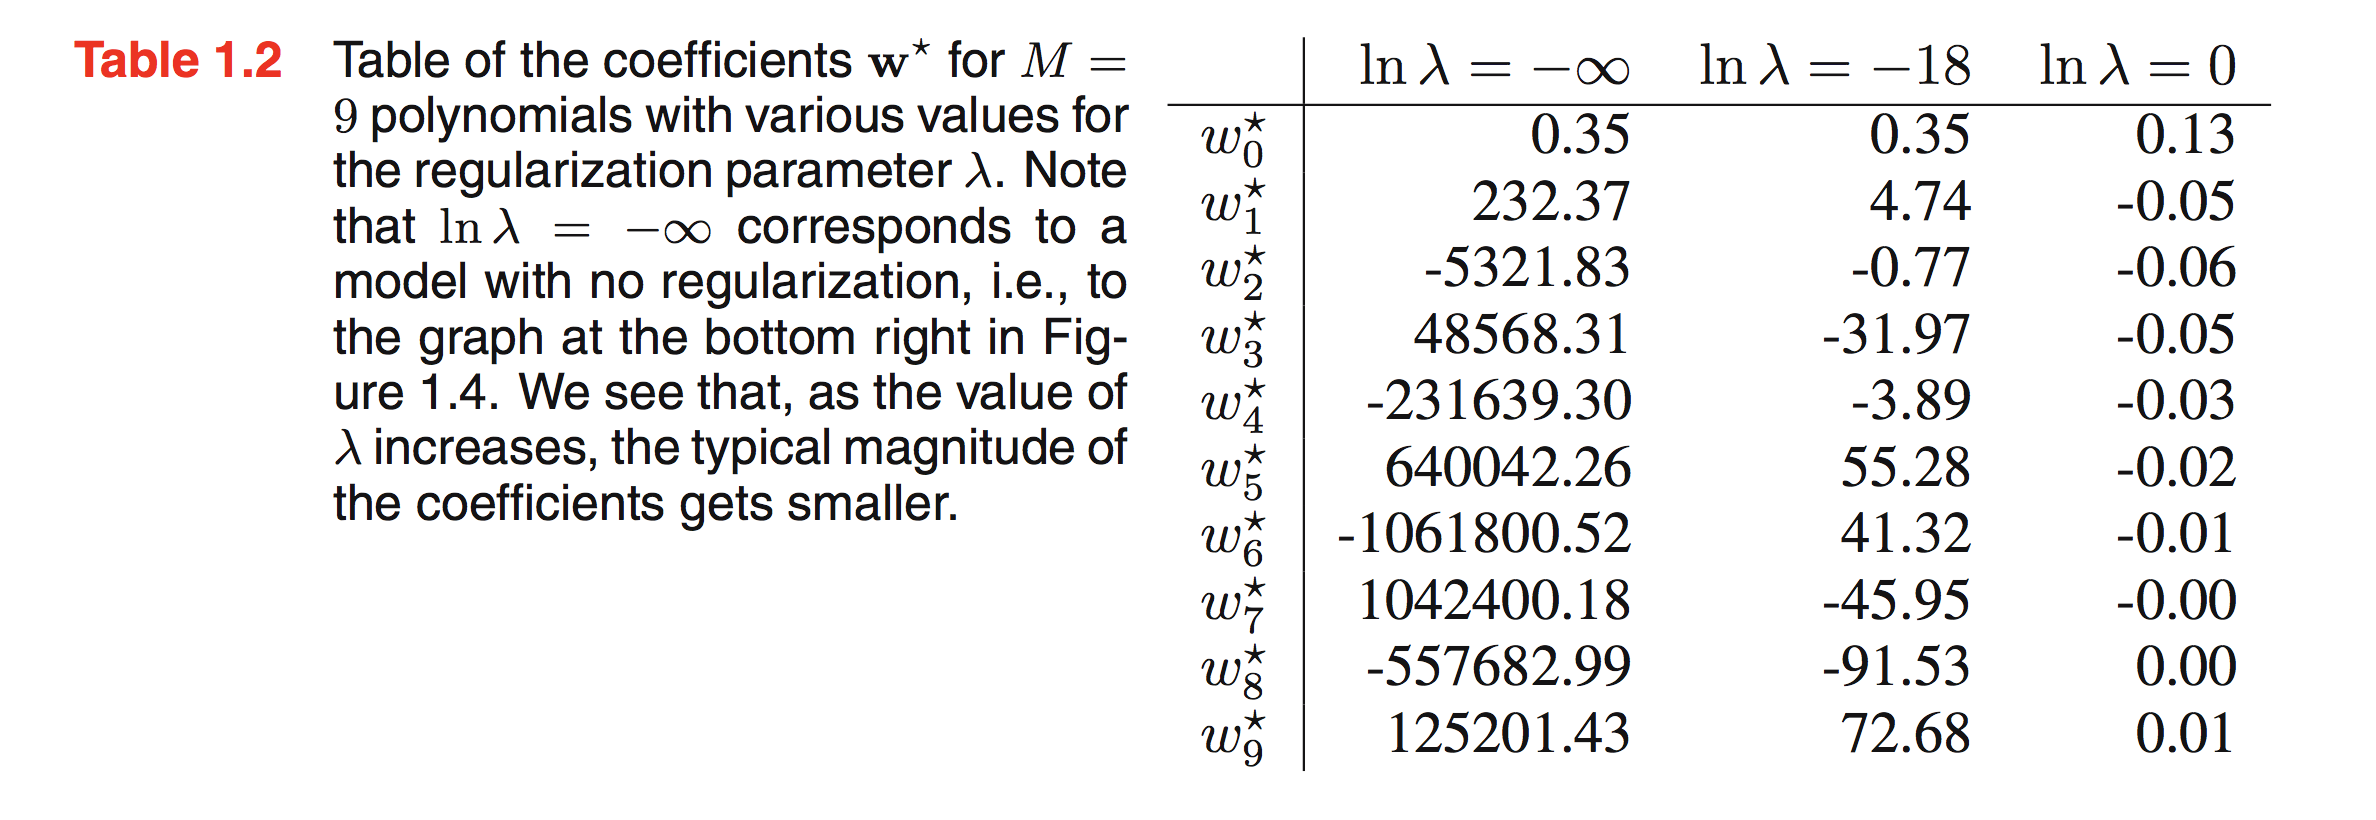 Table 1.2 Table of the coefficients w⋆ for M =
9 polynomials with various values for
the regularization parameter λ. Note
that ln λ = −∞ corresponds to a
model with no regularization, i.e., to
the graph at the bottom right in Fig-
ure 1.4. We see that, as the value of
λ increases, the typical magnitude of
the coefficients gets smaller.
ln λ = −∞ ln λ = −18 ln λ = 0
w⋆0 0.35 0.35 0.13
w⋆1 232.37 4.74 -0.05
w⋆2 -5321.83 -0.77 -0.06
w⋆3 48568.31 -31.97 -0.05
w⋆4 -231639.30 -3.89 -0.03
w⋆5 640042.26 55.28 -0.02
w⋆6 -1061800.52 41.32 -0.01
w⋆7 1042400.18 -45.95 -0.00
w⋆8 -557682.99 -91.53 0.00
w⋆9 125201.43 72.68 0.01